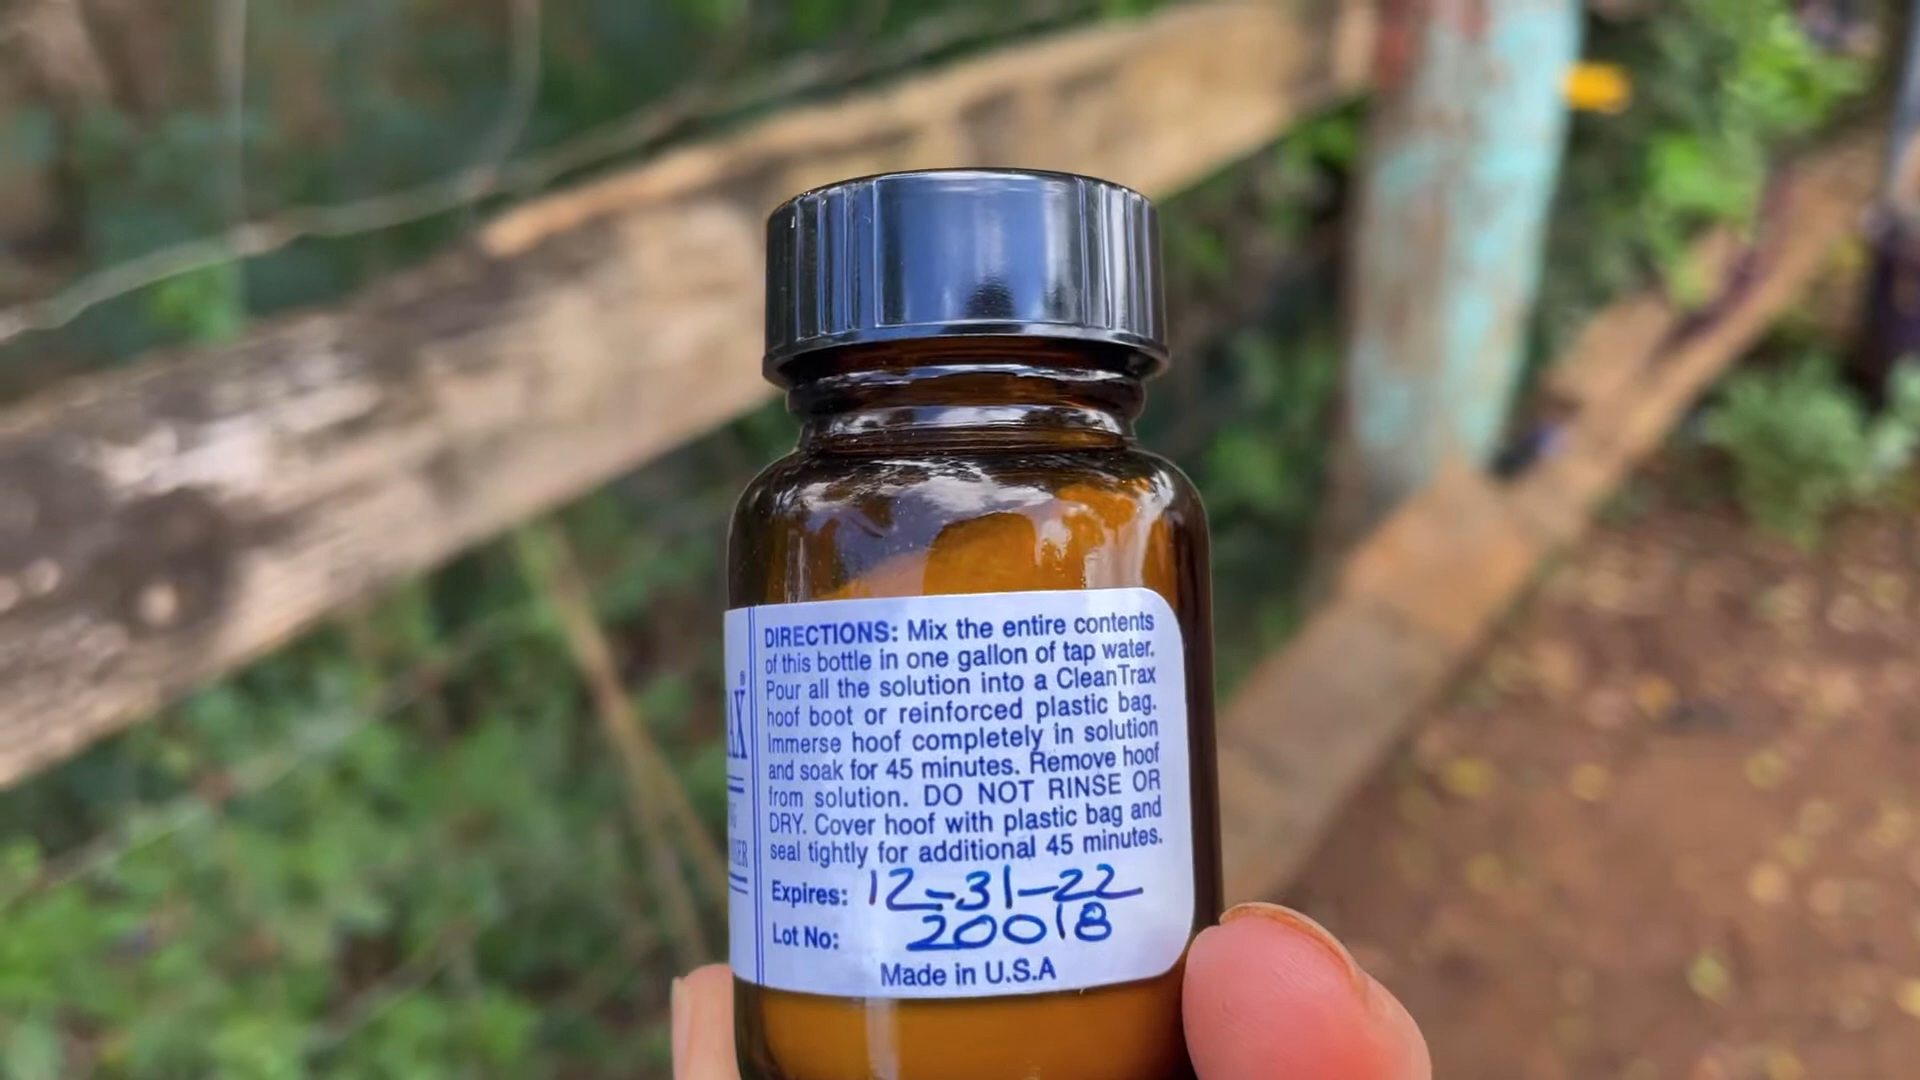 DIRECTIONS: Mix the entire contents
of this bottle in one gallon of tap water.
Pour all the solution into a CleanTrax
hoof boot or reinforced plastic bag.
Immerse hoof completely in solution
and soak for 45 minutes. Remove hoof
from solution. DO NOT RINSE OR
DRY. Cover hoof with plastic bag and
seal tightly for additional 45 minutes.
Expires: 12-31-22
Lot No: 20018
Made in U.S.A